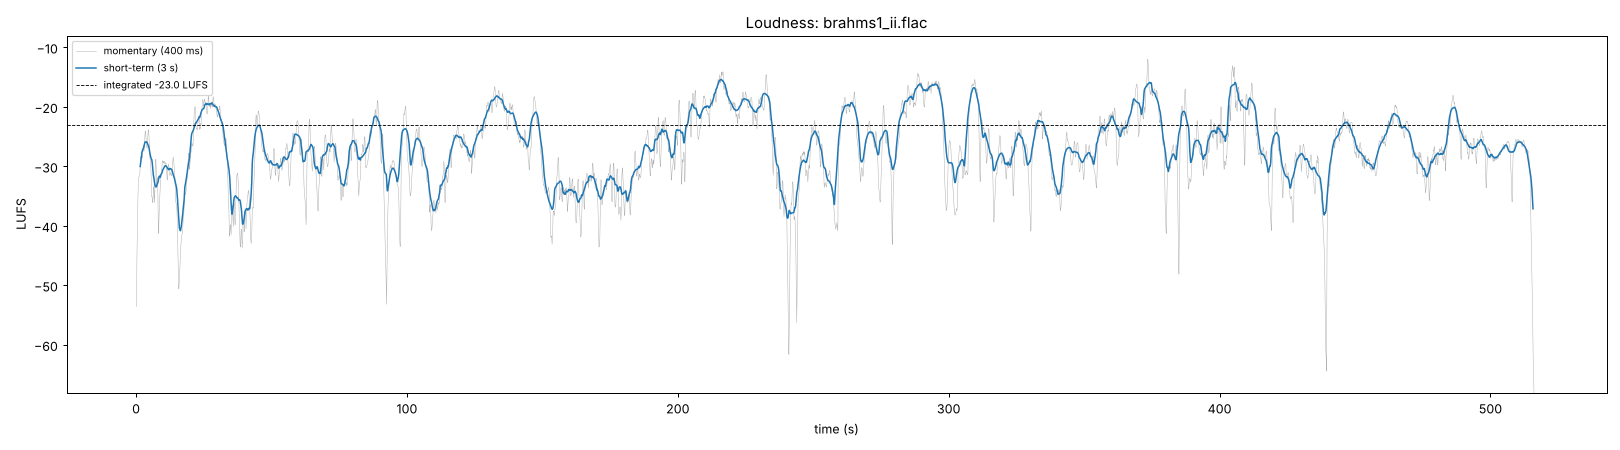 Loudness: brahms1_ii.flac
momentary (400 ms)
short-term (3 s)
integrated -23.0 LUFS
−10
−20
−30
−40
−50
−60
LUFS
0
100
200
300
400
500
time (s)